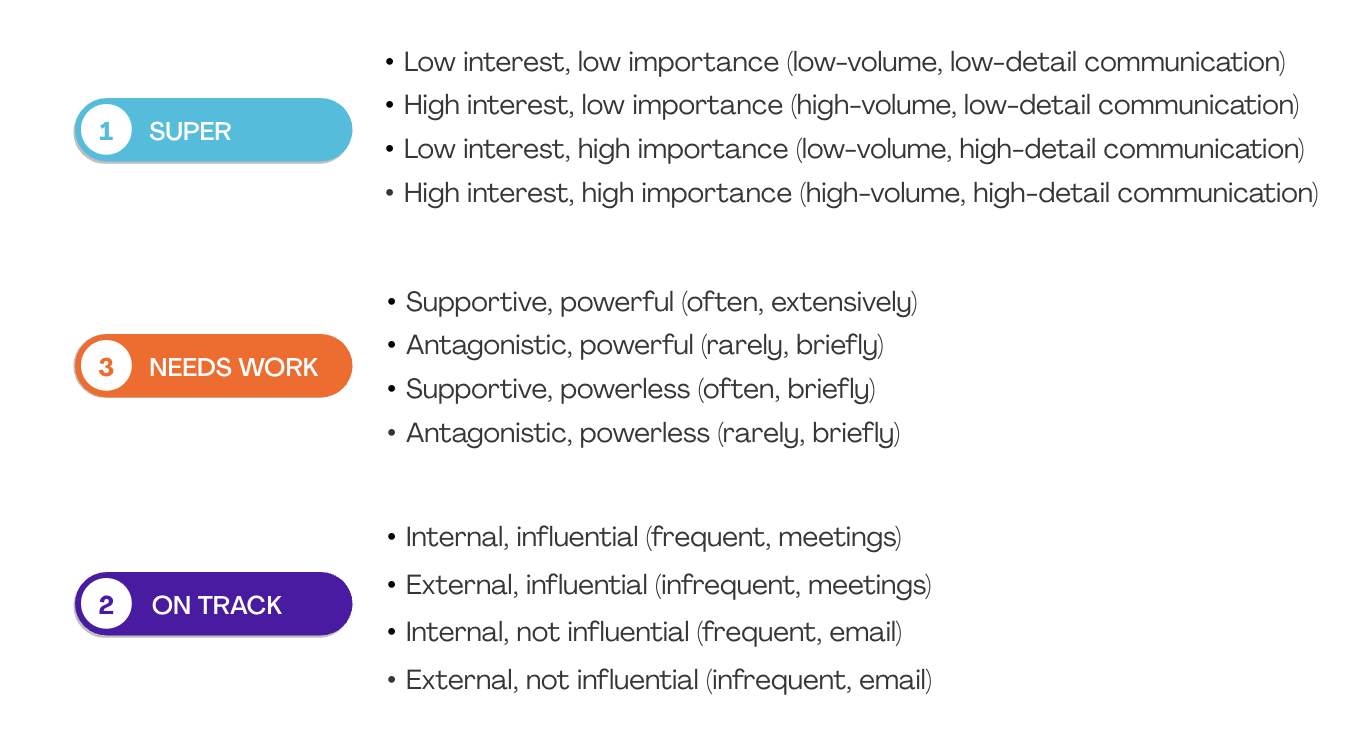 1 SUPER
• Low interest, low importance (low-volume, low-detail communication)
• High interest, low importance (high-volume, low-detail communication)
• Low interest, high importance (low-volume, high-detail communication)
• High interest, high importance (high-volume, high-detail communication)
3 NEEDS WORK
• Supportive, powerful (often, extensively)
• Antagonistic, powerful (rarely, briefly)
• Supportive, powerless (often, briefly)
• Antagonistic, powerless (rarely, briefly)
2 ON TRACK
• Internal, influential (frequent, meetings)
• External, influential (infrequent, meetings)
• Internal, not influential (frequent, email)
• External, not influential (infrequent, email)